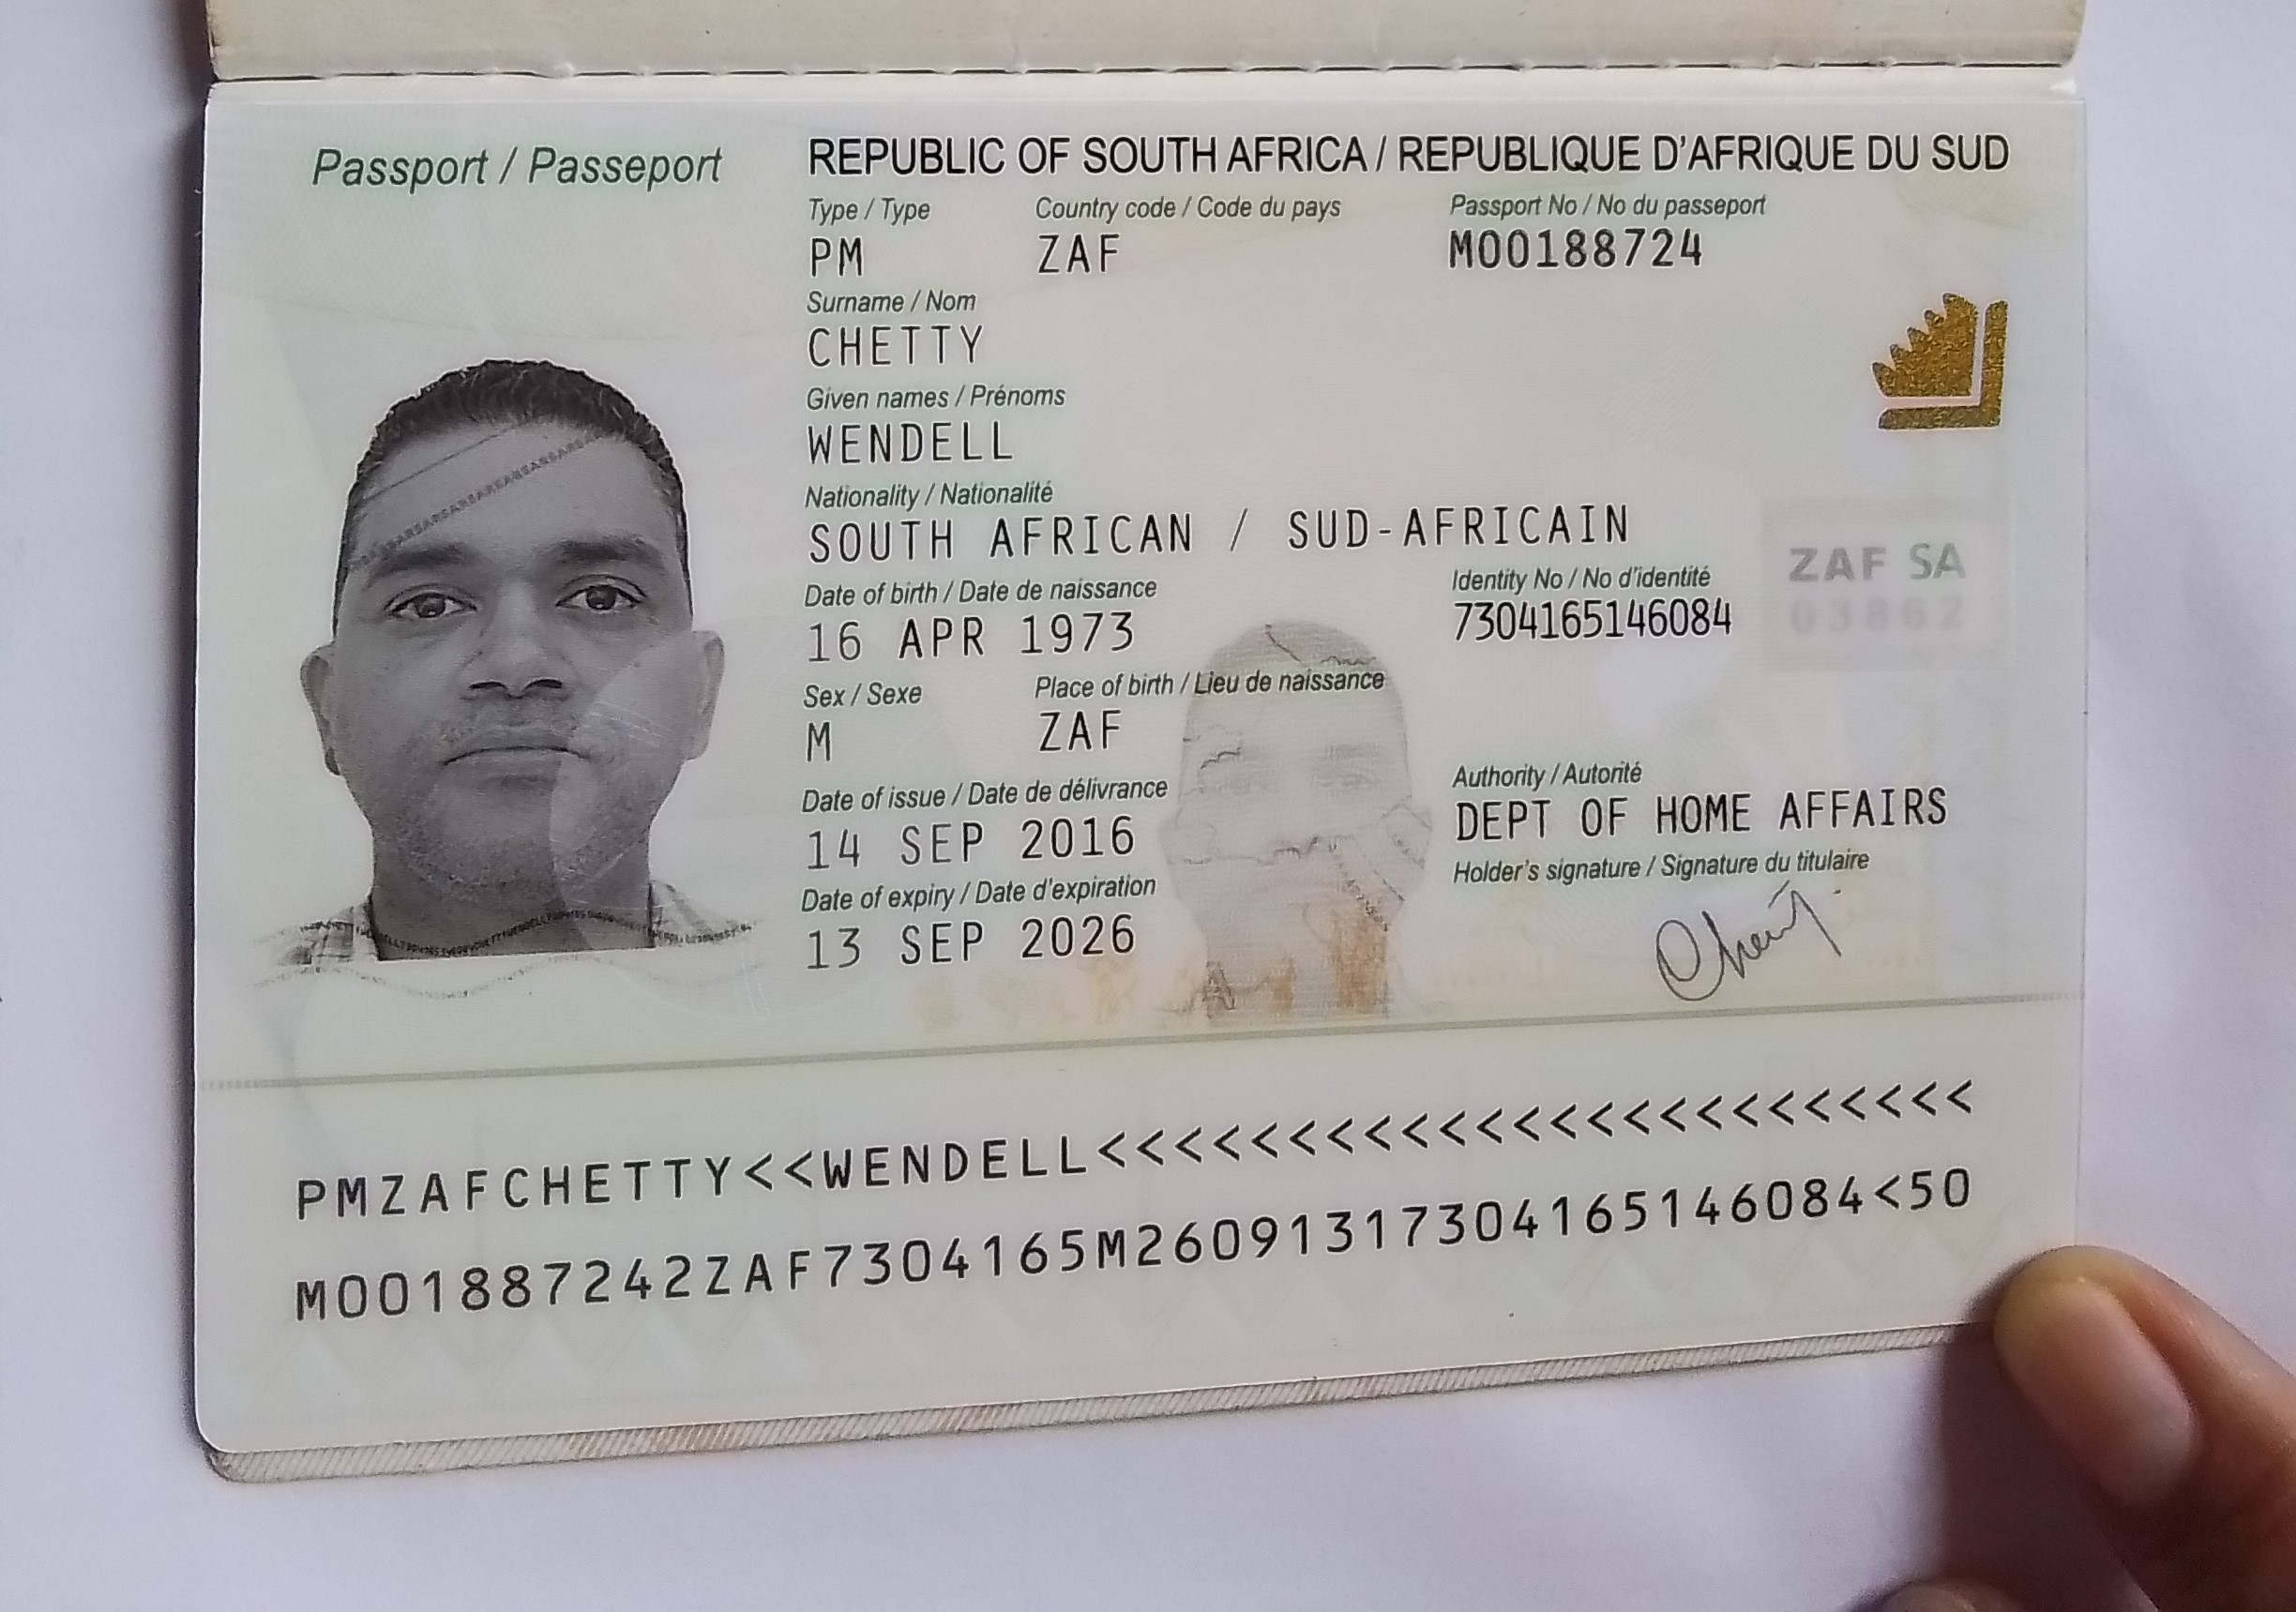 Passport / Passeport
REPUBLIC OF SOUTH AFRICA / REPUBLIQUE D'AFRIQUE DU SUD
Type / Type Country code / Code du pays Passport No / No du passeport
PM ZAF M00188724
Surname / Nom
CHETTY
Given names / Prénoms
WENDELL
Nationality / Nationalité
SOUTH AFRICAN / SUD-AFRICAIN
ZAF SA
03862
Date of birth / Date de naissance Identity No / No d'identité
16 APR 1973 7304165146084
Sex / Sexe Place of birth / Lieu de naissance
M ZAF
Date of issue / Date de délivrance Authority / Autorité
14 SEP 2016 DEPT OF HOME AFFAIRS
Date of expiry / Date d'expiration Holder's signature / Signature du titulaire
13 SEP 2026
PMZAFCHETTY<<WENDELL<<<<<<<<<<<<<<<<<<<<<<<<
M001887242ZAF7304165M26091317304165146084<50